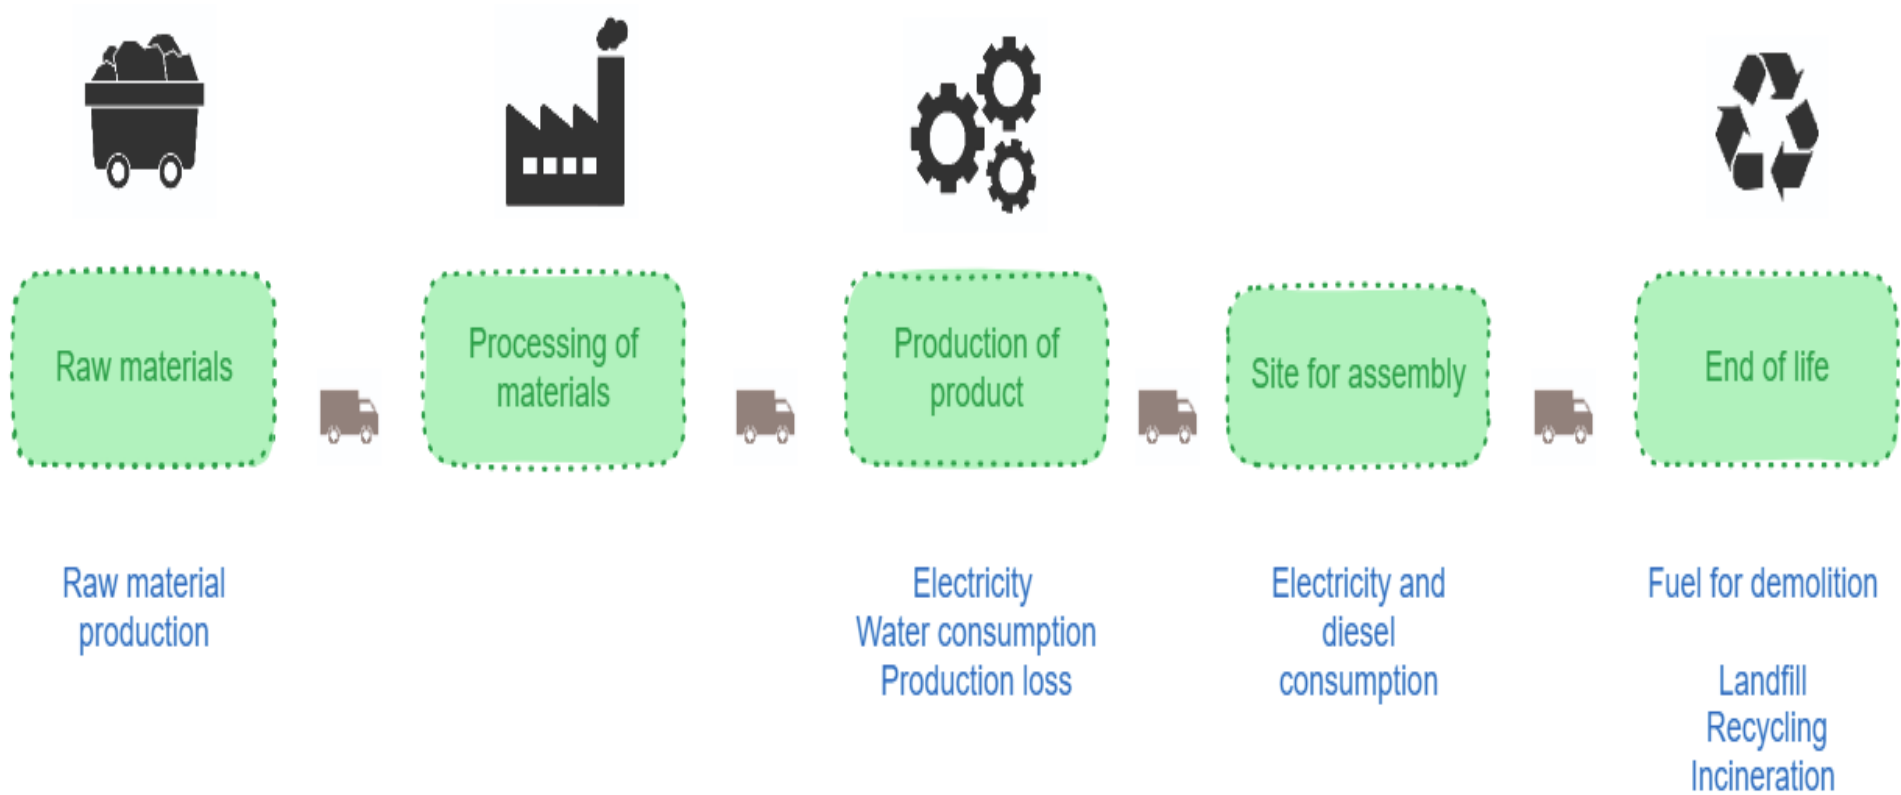 Raw materials
Processing of
materials
Production of
product
Site for assembly
End of life
Raw material
production
Electricity
Water consumption
Production loss
Electricity and
diesel
consumption
Fuel for demolition
Landfill
Recycling
Incineration